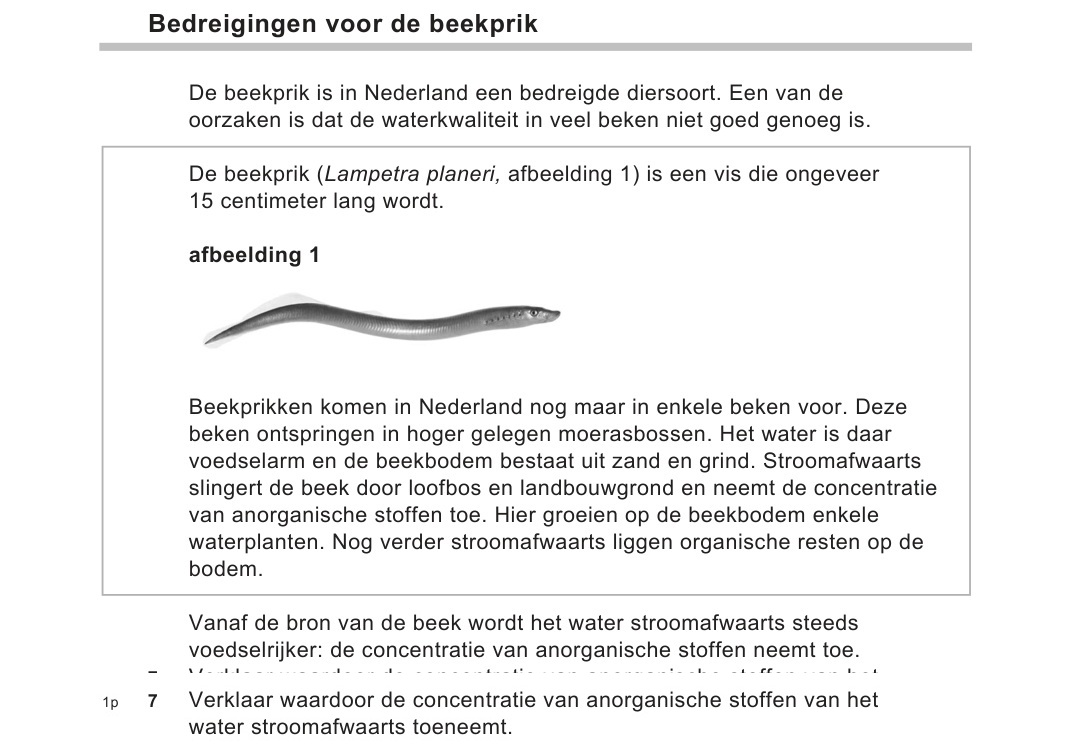 Bedreigingen voor de beekprik
De beekprik is in Nederland een bedreigde diersoort. Een van de
oorzaken is dat de waterkwaliteit in veel beken niet goed genoeg is.
De beekprik (Lampetra planeri, afbeelding 1) is een vis die ongeveer
15 centimeter lang wordt.
afbeelding 1
Beekprikken komen in Nederland nog maar in enkele beken voor. Deze
beken ontspringen in hoger gelegen moerasbossen. Het water is daar
voedselarm en de beekbodem bestaat uit zand en grind. Stroomafwaarts
slingert de beek door loofbos en landbouwgrond en neemt de concentratie
van anorganische stoffen toe. Hier groeien op de beekbodem enkele
waterplanten. Nog verder stroomafwaarts liggen organische resten op de
bodem.
Vanaf de bron van de beek wordt het water stroomafwaarts steeds
voedselrijker: de concentratie van anorganische stoffen neemt toe.
1p 7 Verklaar waardoor de concentratie van anorganische stoffen van het
water stroomafwaarts toeneemt.